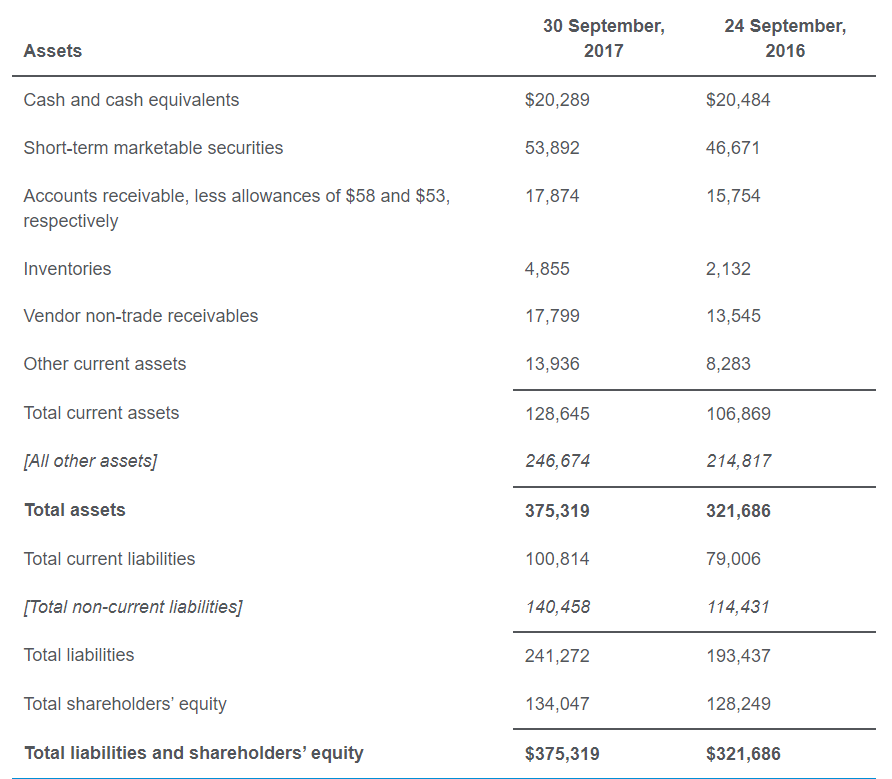 Assets 30 September, 2017 24 September, 2016
Cash and cash equivalents $20,289 $20,484
Short-term marketable securities 53,892 46,671
Accounts receivable, less allowances of $58 and $53, 17,874 15,754
respectively
Inventories 4,855 2,132
Vendor non-trade receivables 17,799 13,545
Other current assets 13,936 8,283
Total current assets 128,645 106,869
[All other assets] 246,674 214,817
Total assets 375,319 321,686
Total current liabilities 100,814 79,006
[Total non-current liabilities] 140,458 114,431
Total liabilities 241,272 193,437
Total shareholders’ equity 134,047 128,249
Total liabilities and shareholders’ equity $375,319 $321,686